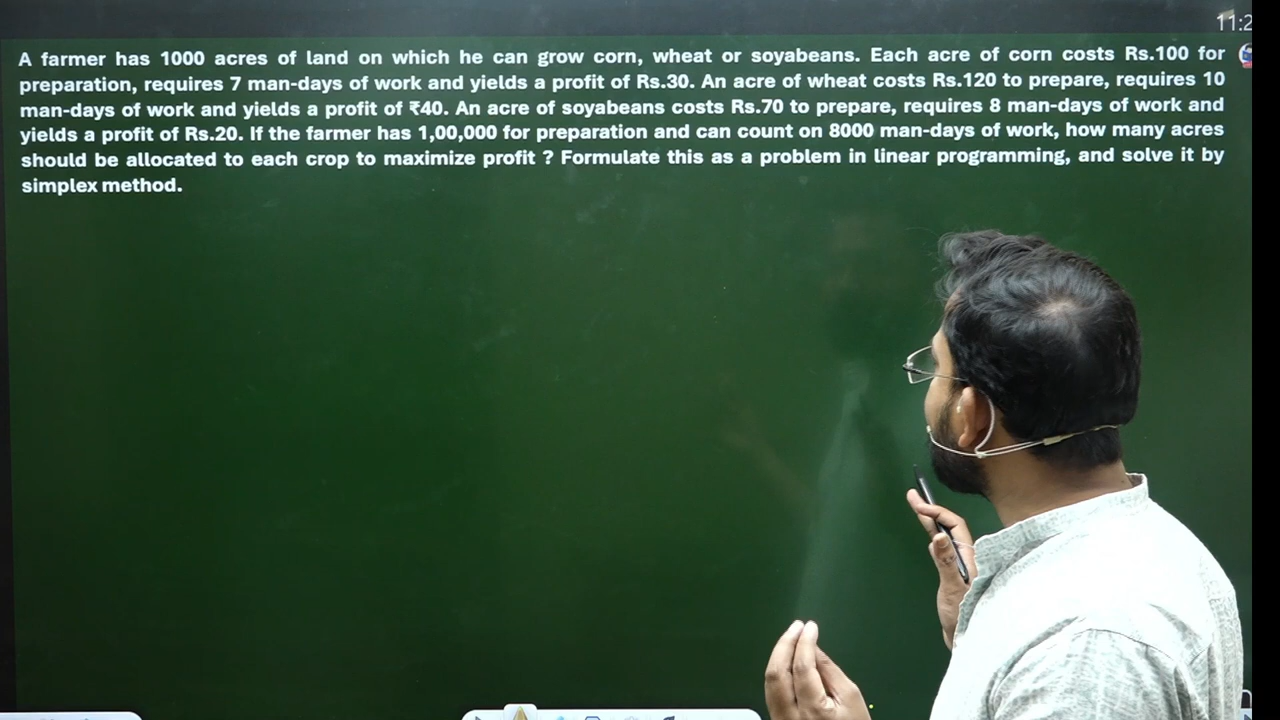 11:2
A farmer has 1000 acres of land on which he can grow corn, wheat or soyabeans. Each acre of corn costs Rs.100 for
preparation, requires 7 man-days of work and yields a profit of Rs.30. An acre of wheat costs Rs.120 to prepare, requires 10
man-days of work and yields a profit of ₹40. An acre of soyabeans costs Rs.70 to prepare, requires 8 man-days of work and
yields a profit of Rs.20. If the farmer has 1,00,000 for preparation and can count on 8000 man-days of work, how many acres
should be allocated to each crop to maximize profit ? Formulate this as a problem in linear programming, and solve it by
simplex method.